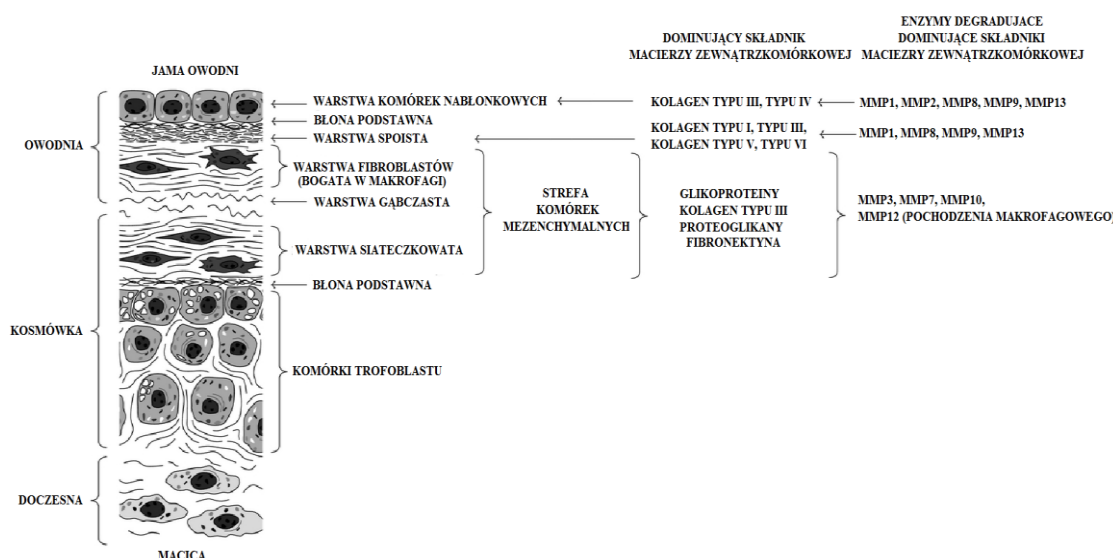 ENZYMY DEGRADUJACE
DOMINUJĄCY SKŁADNIK
DOMINUJĄCE SKŁADNIKI
MACIERZY ZEWNĄTRZKOMÓRKOWEJ
MACIEZRY ZEWNĄTRZKOMÓRKOWEJ
JAMA OWODNI
WARSTWA KOMÓREK NABŁONKOWYCH
KOLAGEN TYPU III, TYPU IV
MMP1, MMP2, MMP8, MMP9, MMP13
BŁONA PODSTAWNA
WARSTWA SPOISTA
KOLAGEN TYPU I, TYPU III,
KOLAGEN TYPU V, TYPU VI
MMP1, MMP8, MMP9, MMP13
OWODNIA
WARSTWA FIBROBLASTÓW
(BOGATA W MAKROFAGI)
WARSTWA GĄBCZASTA
STREFA
KOMÓREK
MEZENCHYMALNYCH
GLIKOPROTEINY
KOLAGEN TYPU III
PROTEOGLIKANY
FIBRONEKTYNA
MMP3, MMP7, MMP10,
MMP12 (POCHODZENIA MAKROFAGOWEGO)
WARSTWA SIATECZKOWATA
BŁONA PODSTAWNA
KOSMÓWKA
KOMÓRKI TROFOBLASTU
DOCZESNA
MACICA